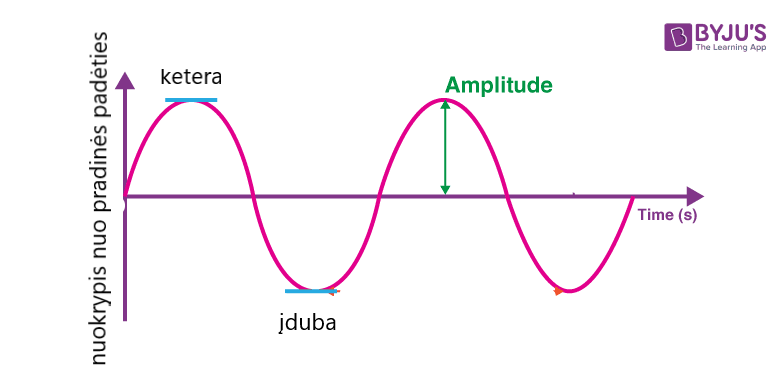 BYJU'S
The Learning App
nuokrypis nuo pradinės padėties
ketera
Amplitude
Time (s)
įduba